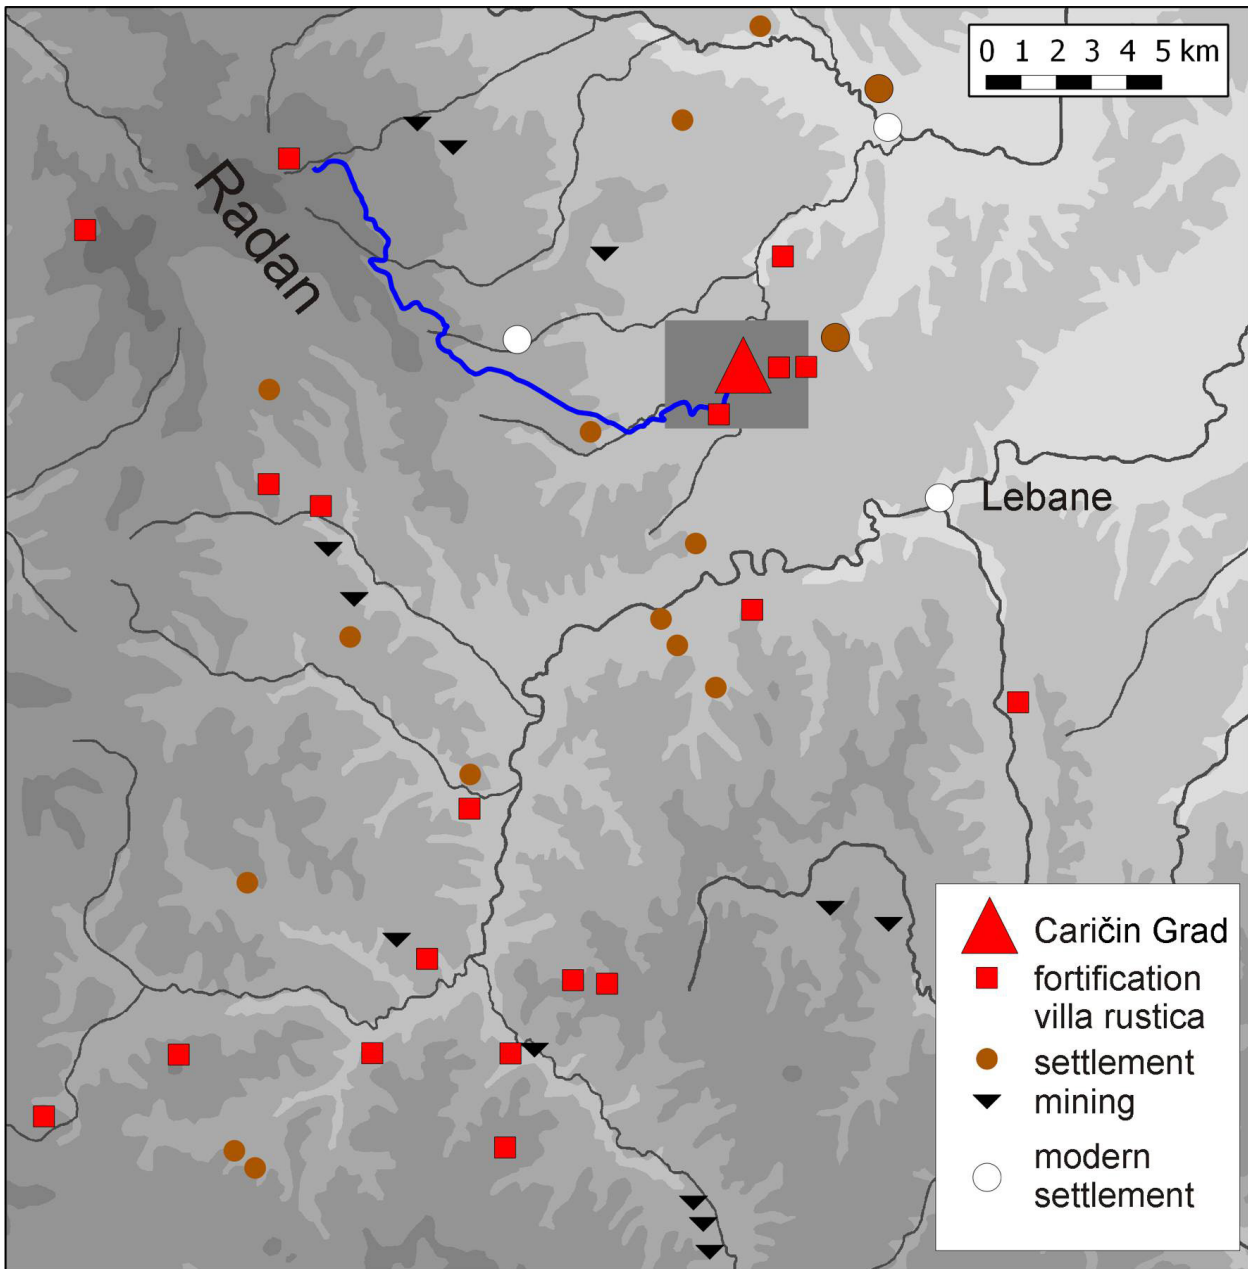 0 1 2 3 4 5 km
Radan
Lebane
Caričin Grad
fortification
villa rustica
settlement
mining
modern
settlement